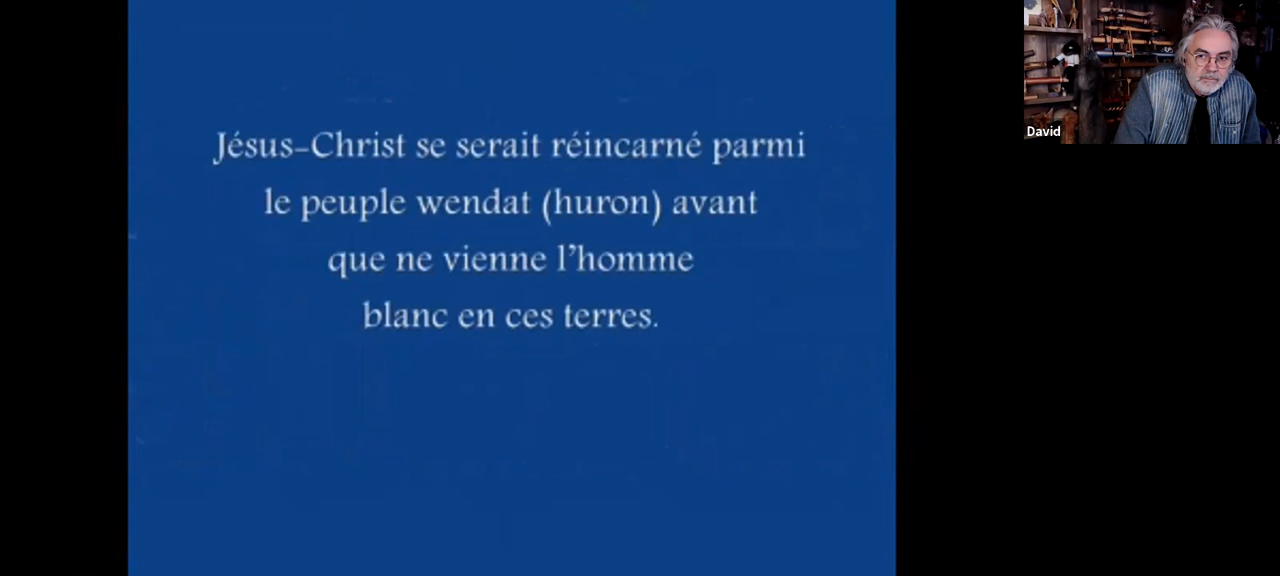 Jésus-Christ se serait réincarné parmi
le peuple wendat (huron) avant
que ne vienne l’homme
blanc en ces terres.
David